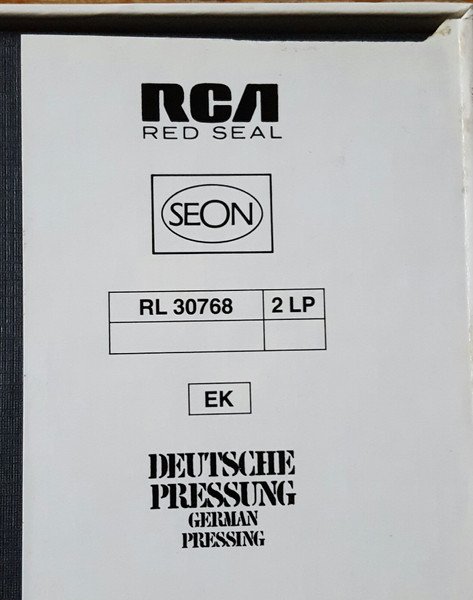 RCA
RED SEAL
SEON
RL 30768 2 LP
EK
DEUTSCHE
PRESSUNG
GERMAN
PRESSING